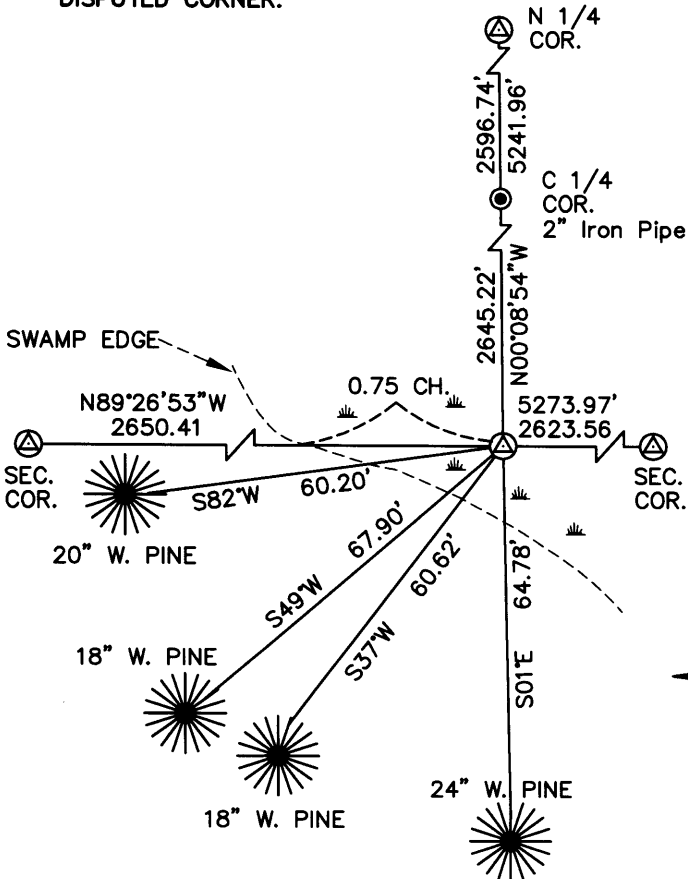 DISPUTED CORNER.
N 1/4
COR.
2596.74'
5241.96'
C 1/4
COR.
2" Iron Pipe
2645.22'
N00°08'54"W
SWAMP EDGE
0.75 CH.
N89°26'53"W
2650.41
5273.97'
2623.56
SEC.
COR.
SEC.
COR.
S82°W
60.20'
20" W. PINE
67.90'
S49°W
60.62'
S37°W
64.78'
S01°E
18" W. PINE
18" W. PINE
24" W. PINE